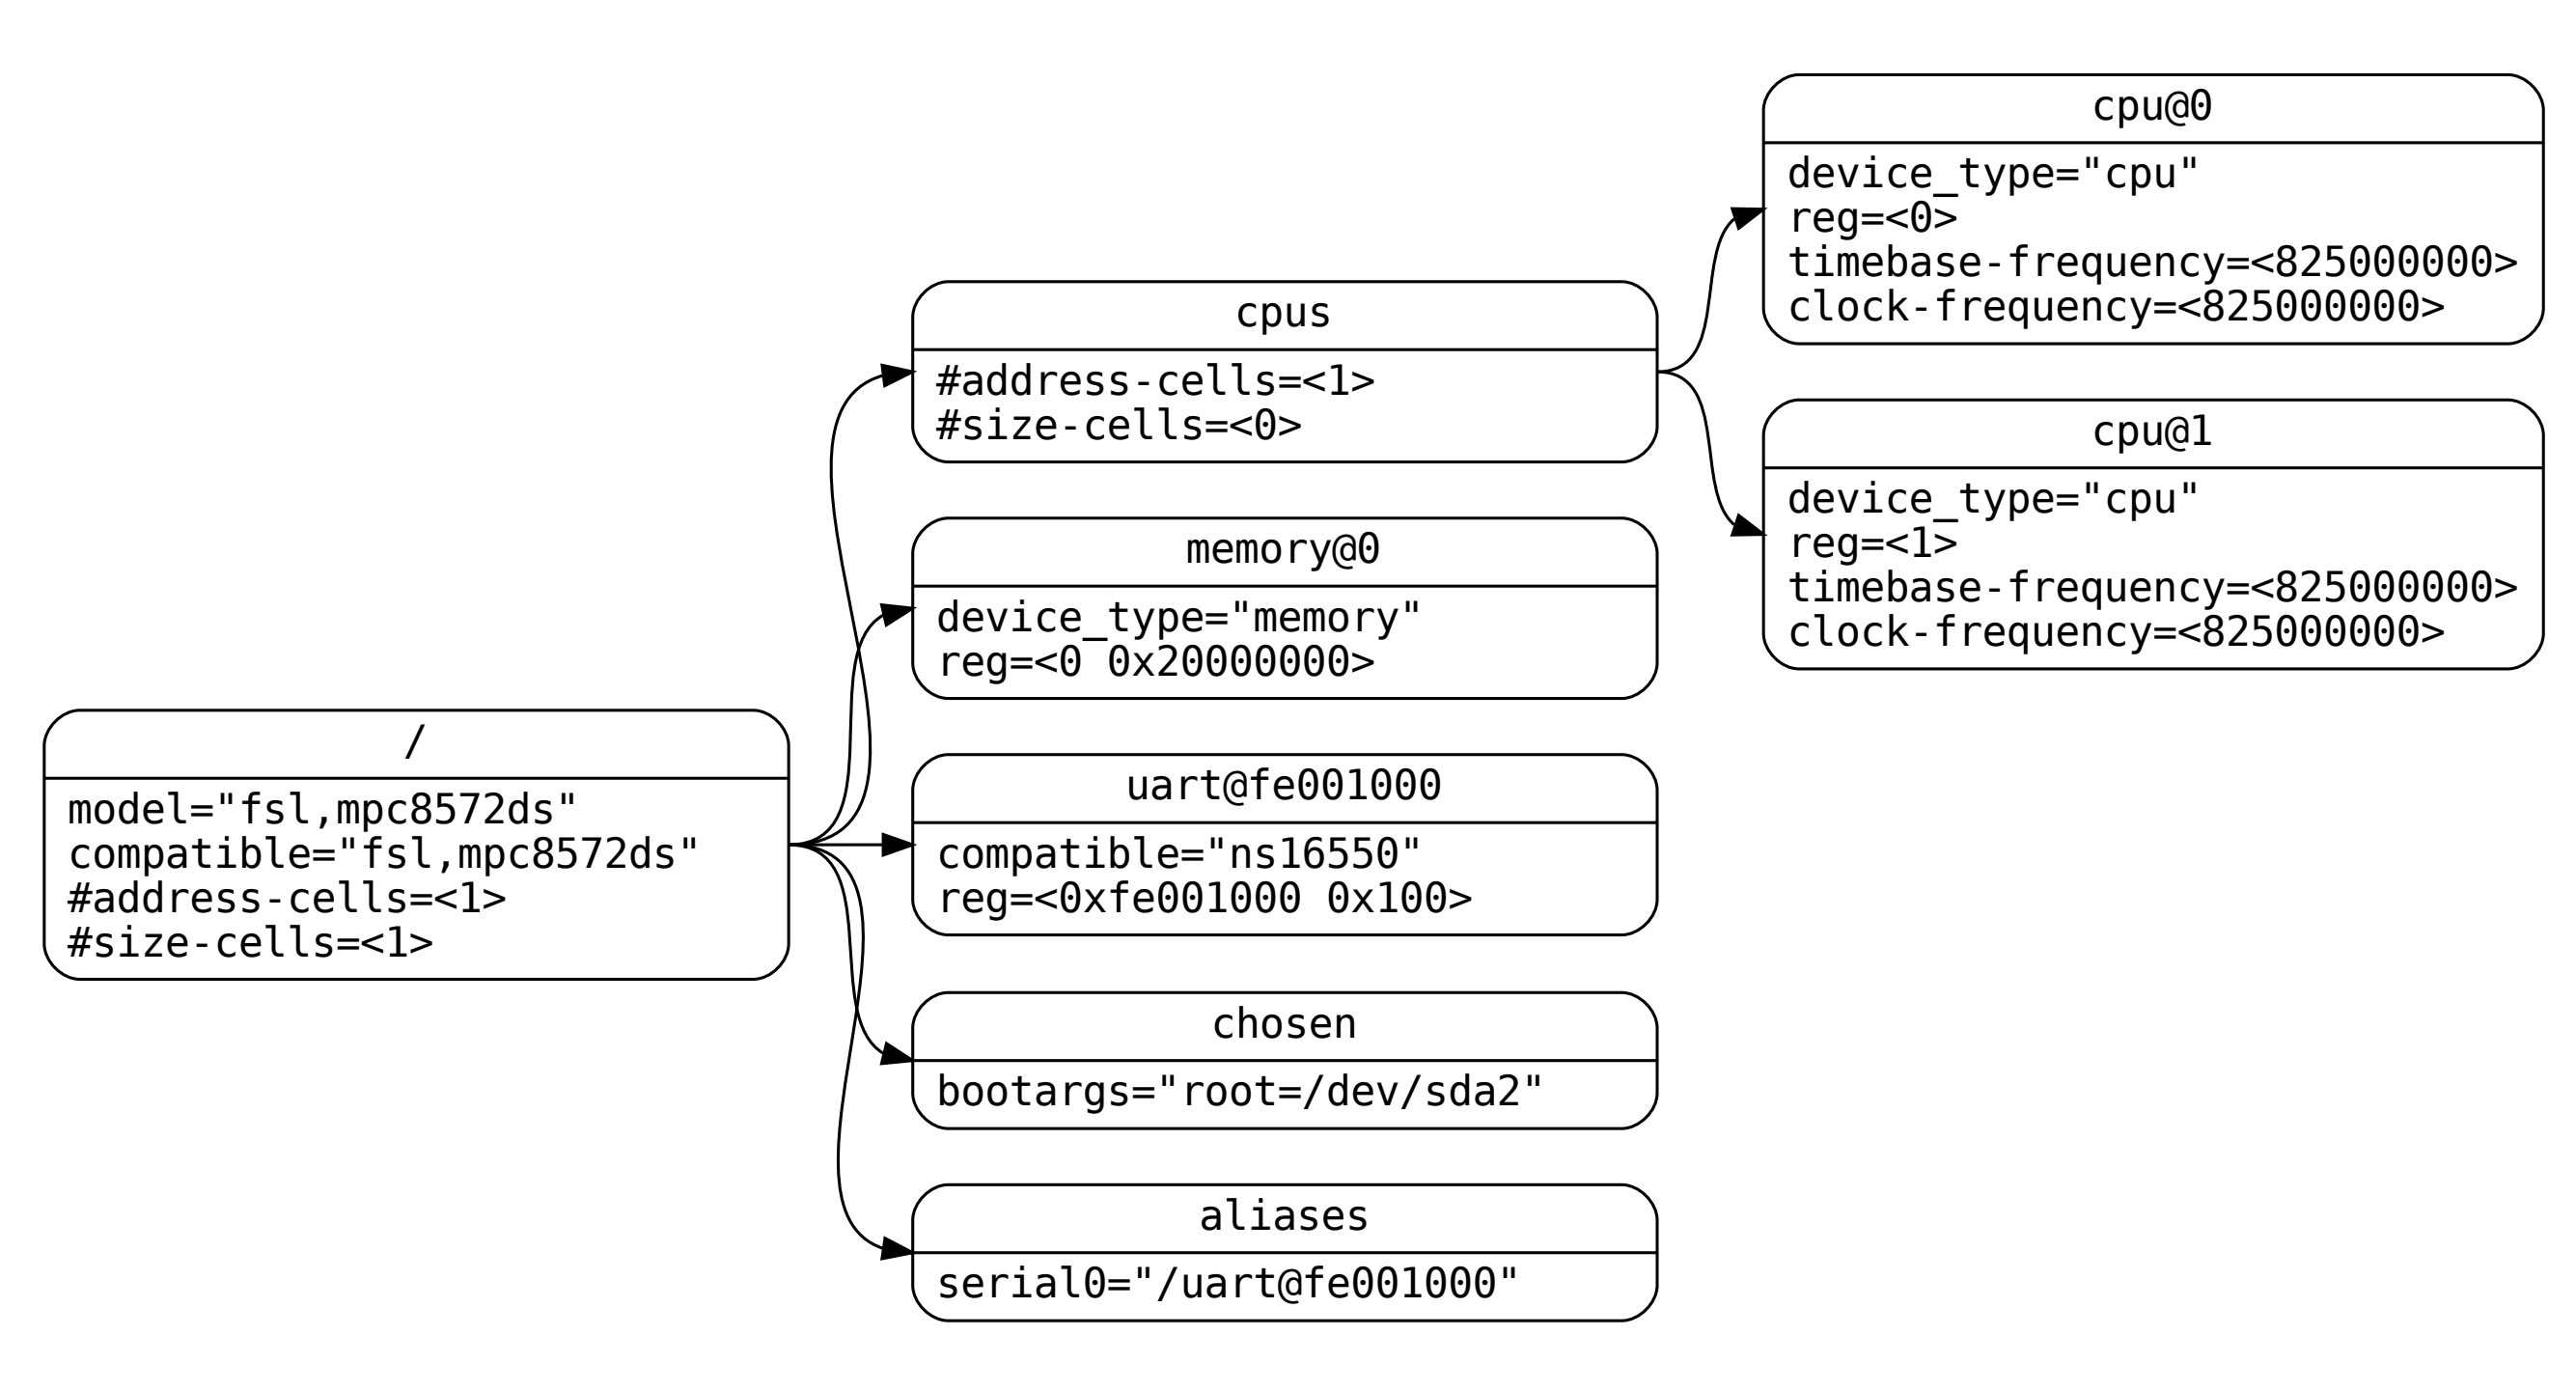 /
model="fsl,mpc8572ds"
compatible="fsl,mpc8572ds"
#address-cells=<1>
#size-cells=<1>
cpus
#address-cells=<1>
#size-cells=<0>
memory@0
device_type="memory"
reg=<0 0x20000000>
uart@fe001000
compatible="ns16550"
reg=<0xfe001000 0x100>
chosen
bootargs="root=/dev/sda2"
aliases
serial0="/uart@fe001000"
cpu@0
device_type="cpu"
reg=<0>
timebase-frequency=<825000000>
clock-frequency=<825000000>
cpu@1
device_type="cpu"
reg=<1>
timebase-frequency=<825000000>
clock-frequency=<825000000>